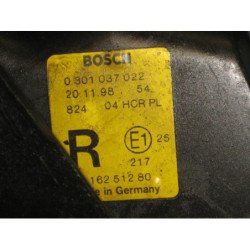 BOSCH
0 301 037 022
20 11.98 54.
824 04 HCR PL
R E1 25
217
162 512 80
e in Germany